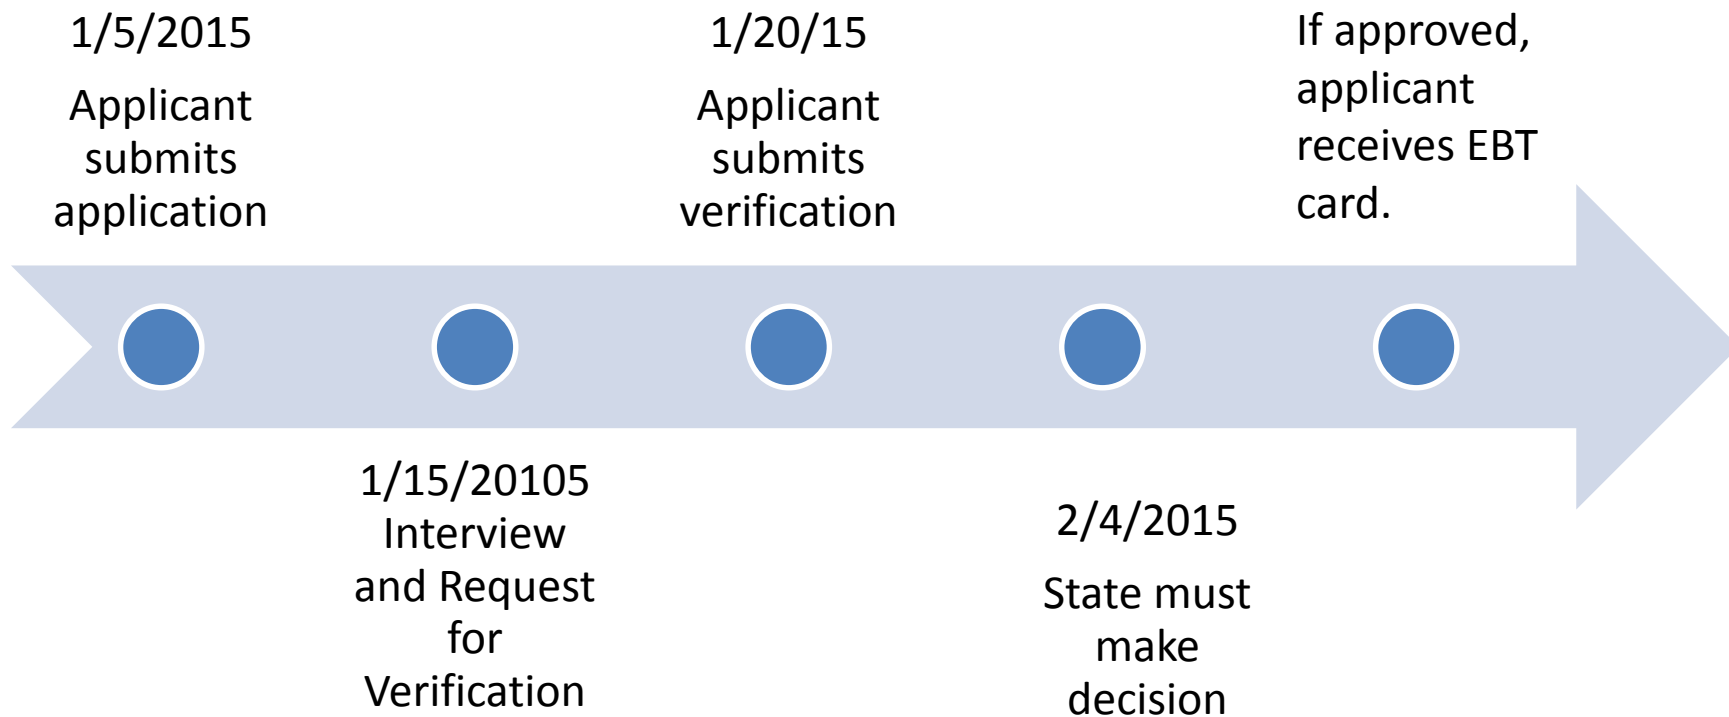 1/5/2015
Applicant
submits
application
1/15/20105
Interview
and Request
for
Verification
1/20/15
Applicant
submits
verification
2/4/2015
State must
make
decision
If approved,
applicant
receives EBT
card.